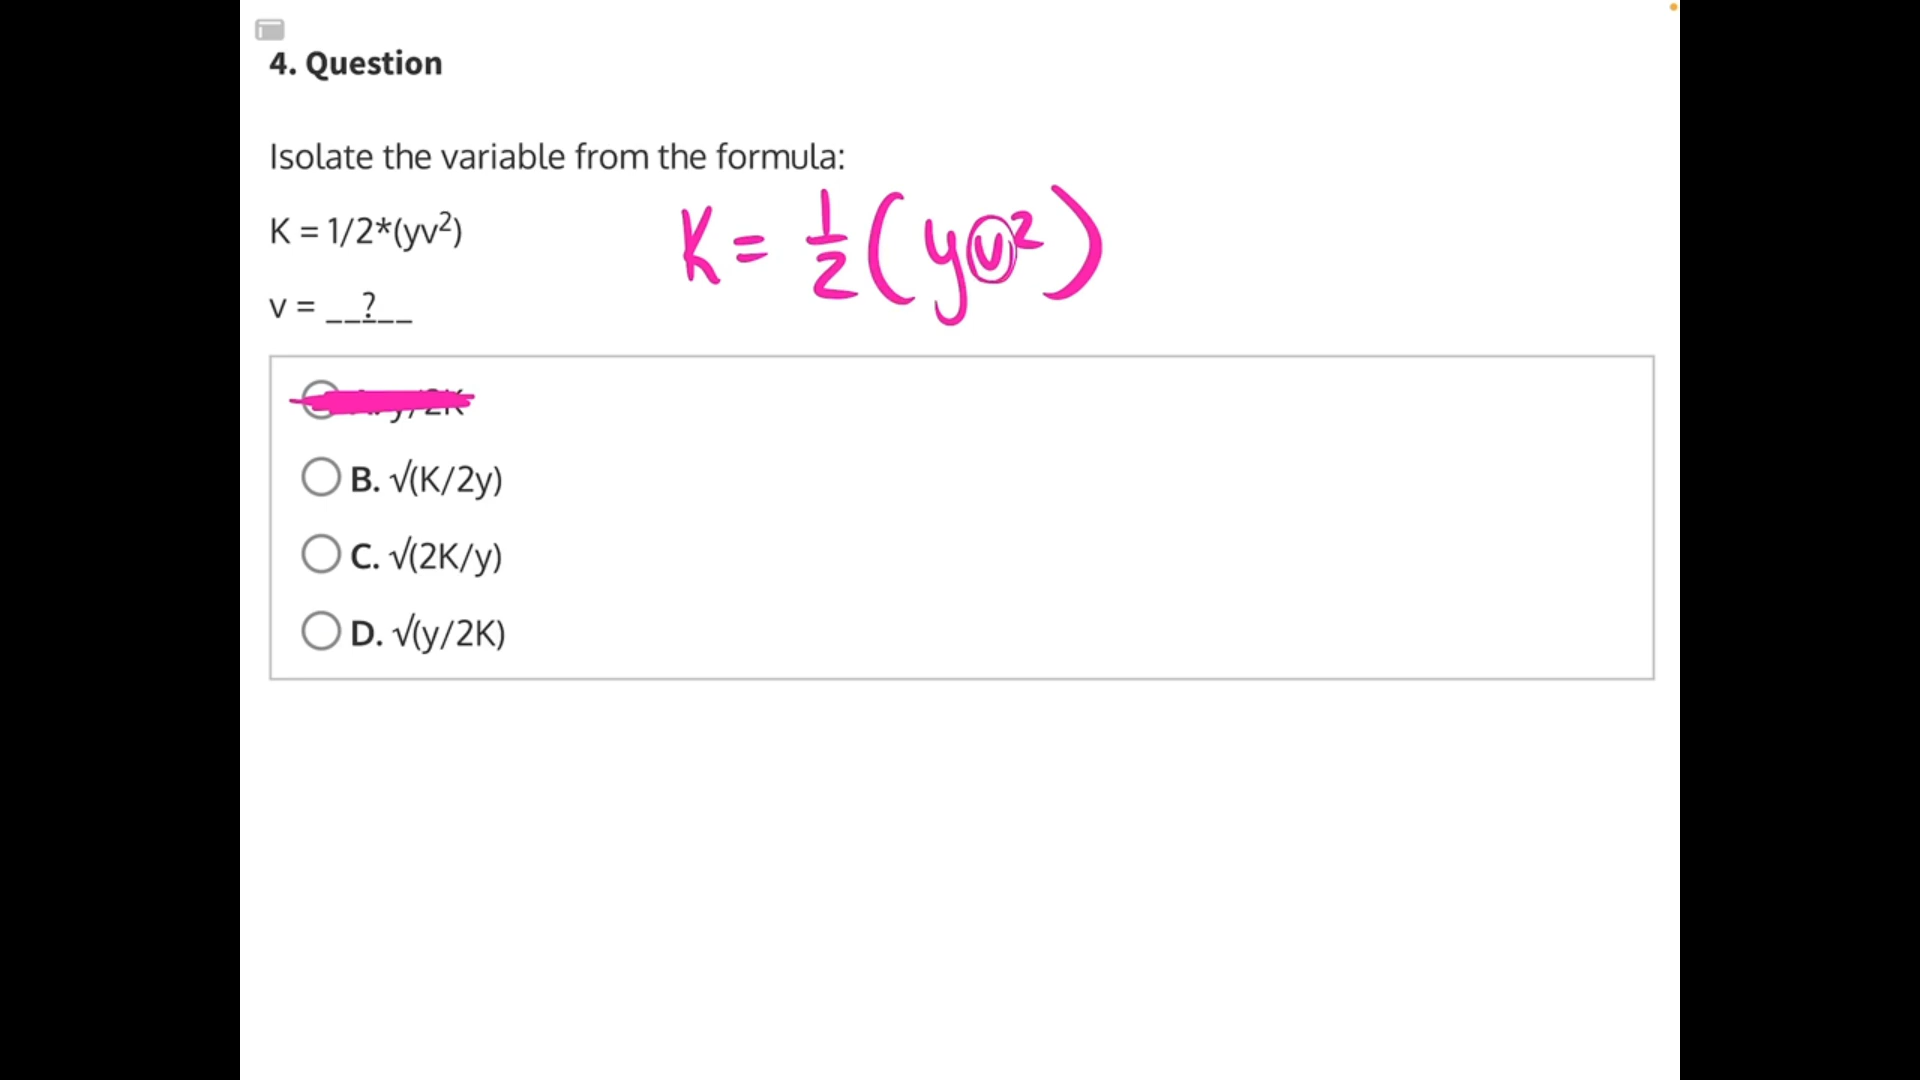 4. Question
Isolate the variable from the formula:
K = 1/2*(yv²)
K = 1/2 (yv²)
v = __?__
y/2K
B. √(K/2y)
C. √(2K/y)
D. √(y/2K)